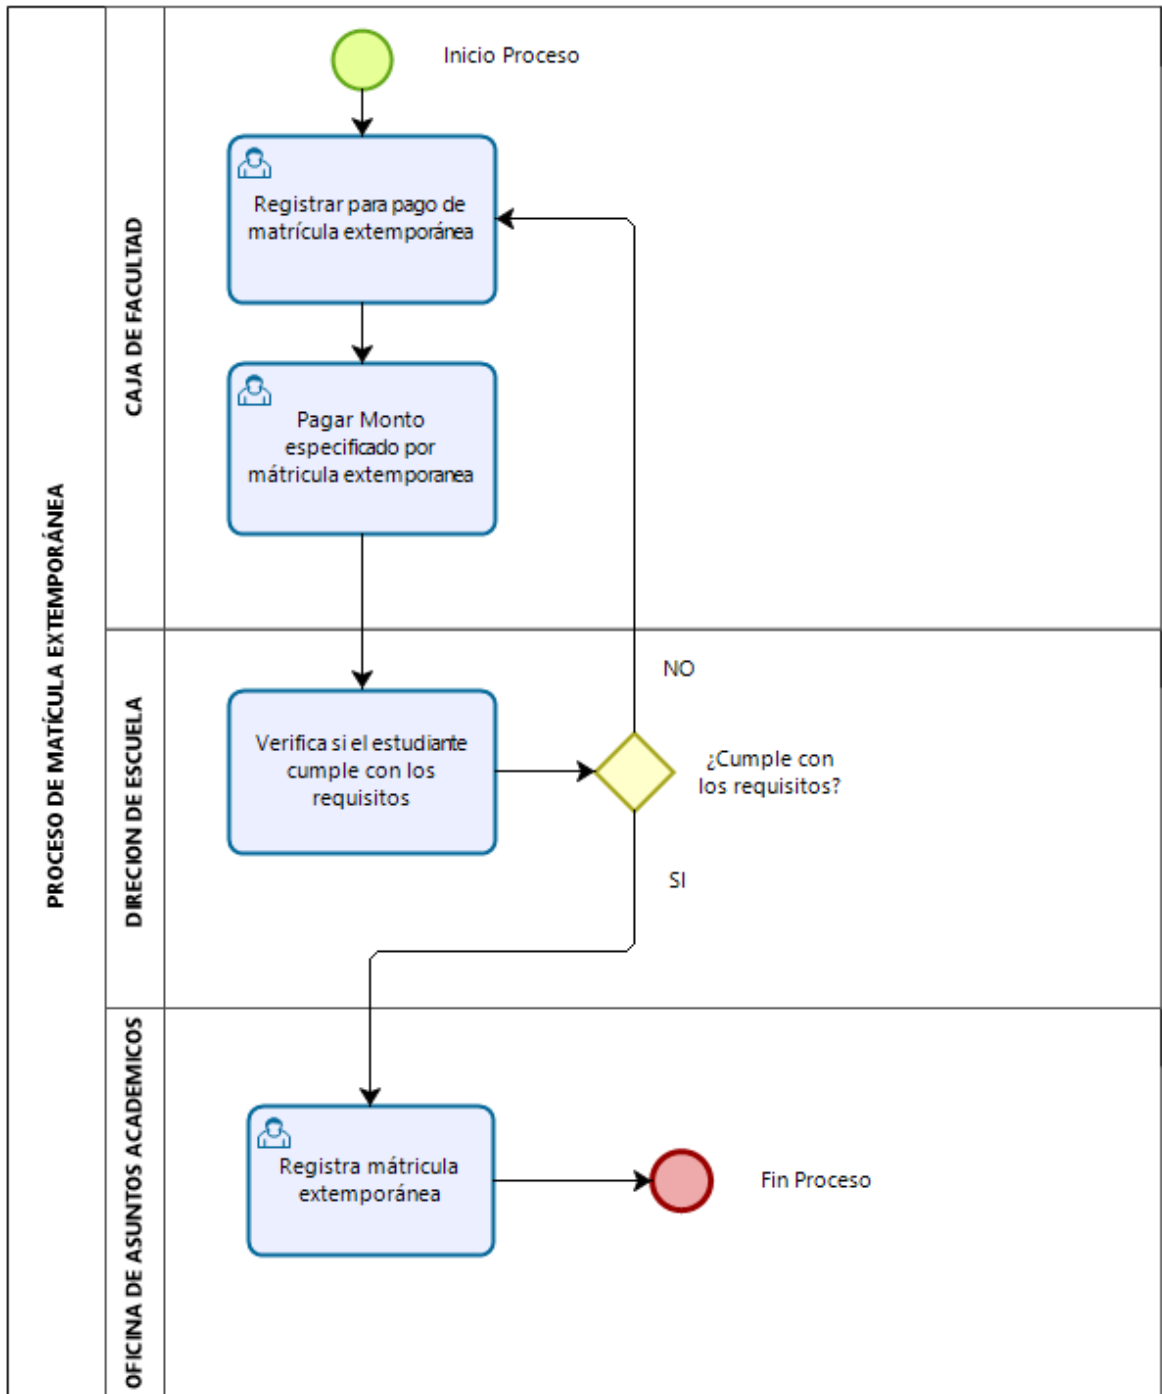 PROCESO DE MATÍCULA EXTEMPORÁNEA
CAJA DE FACULTAD
Inicio Proceso
Registrar para pago de
matrícula extemporánea
Pagar Monto
especificado por
mátricula extemporanea
DIRECION DE ESCUELA
NO
Verifica si el estudiante
cumple con los
requisitos
¿Cumple con
los requisitos?
SI
OFICINA DE ASUNTOS ACADEMICOS
Registra mátricula
extemporánea
Fin Proceso